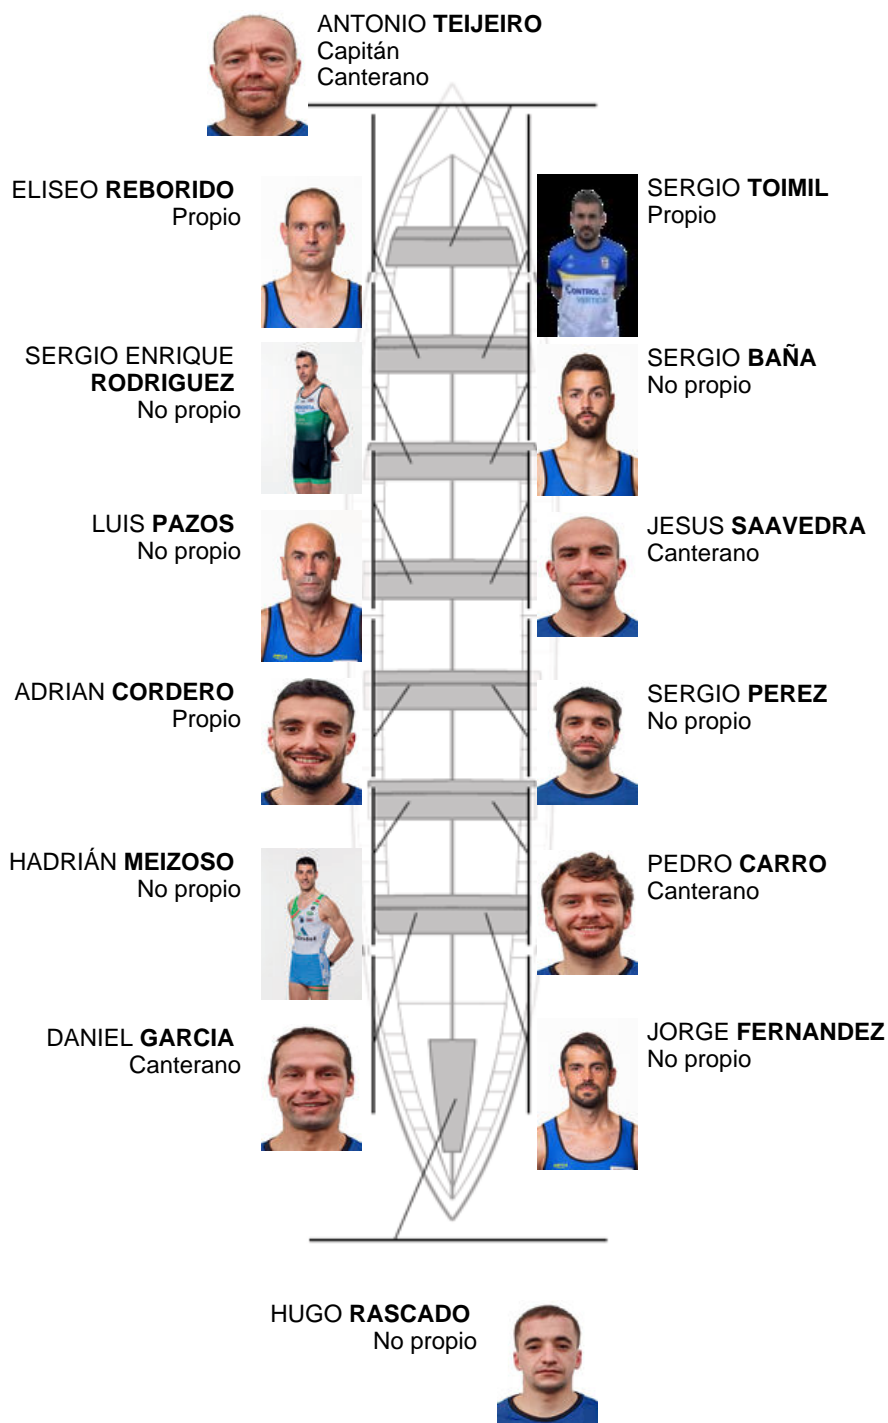 ANTONIO TEIJEIRO
Capitán
Canterano
ELISEO REBORIDO
Propio
SERGIO TOIMIL
Propio
CONTROL
VERTICAL
SERGIO ENRIQUE
RODRIGUEZ
No propio
SERGIO BAÑA
No propio
LUIS PAZOS
No propio
JESUS SAAVEDRA
Canterano
ADRIAN CORDERO
Propio
SERGIO PEREZ
No propio
HADRIÁN MEIZOSO
No propio
PEDRO CARRO
Canterano
DANIEL GARCIA
Canterano
JORGE FERNANDEZ
No propio
HUGO RASCADO
No propio